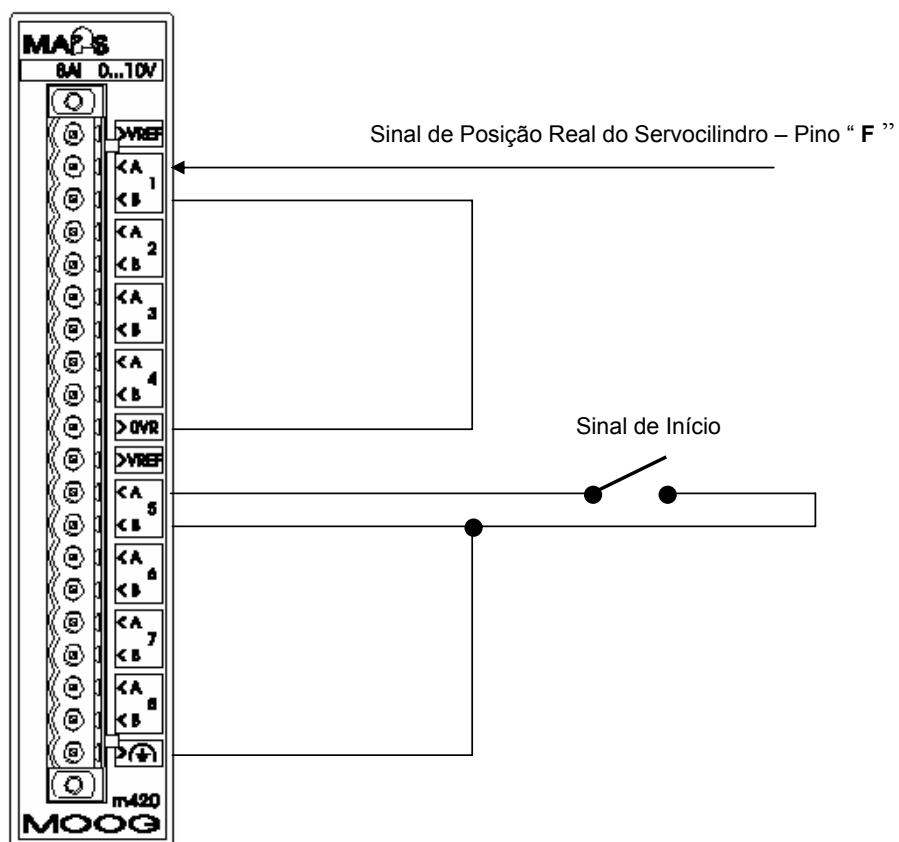 MAPS
8AI 0...10V
>VREF
<A
1
<B
<A
2
<B
<A
3
<B
<A
4
<B
>0VR
>VREF
<A
5
<B
<A
6
<B
<A
7
<B
<A
8
<B
>
m420
MOOG
Sinal de Posição Real do Servocilindro – Pino “ F ”
Sinal de Início